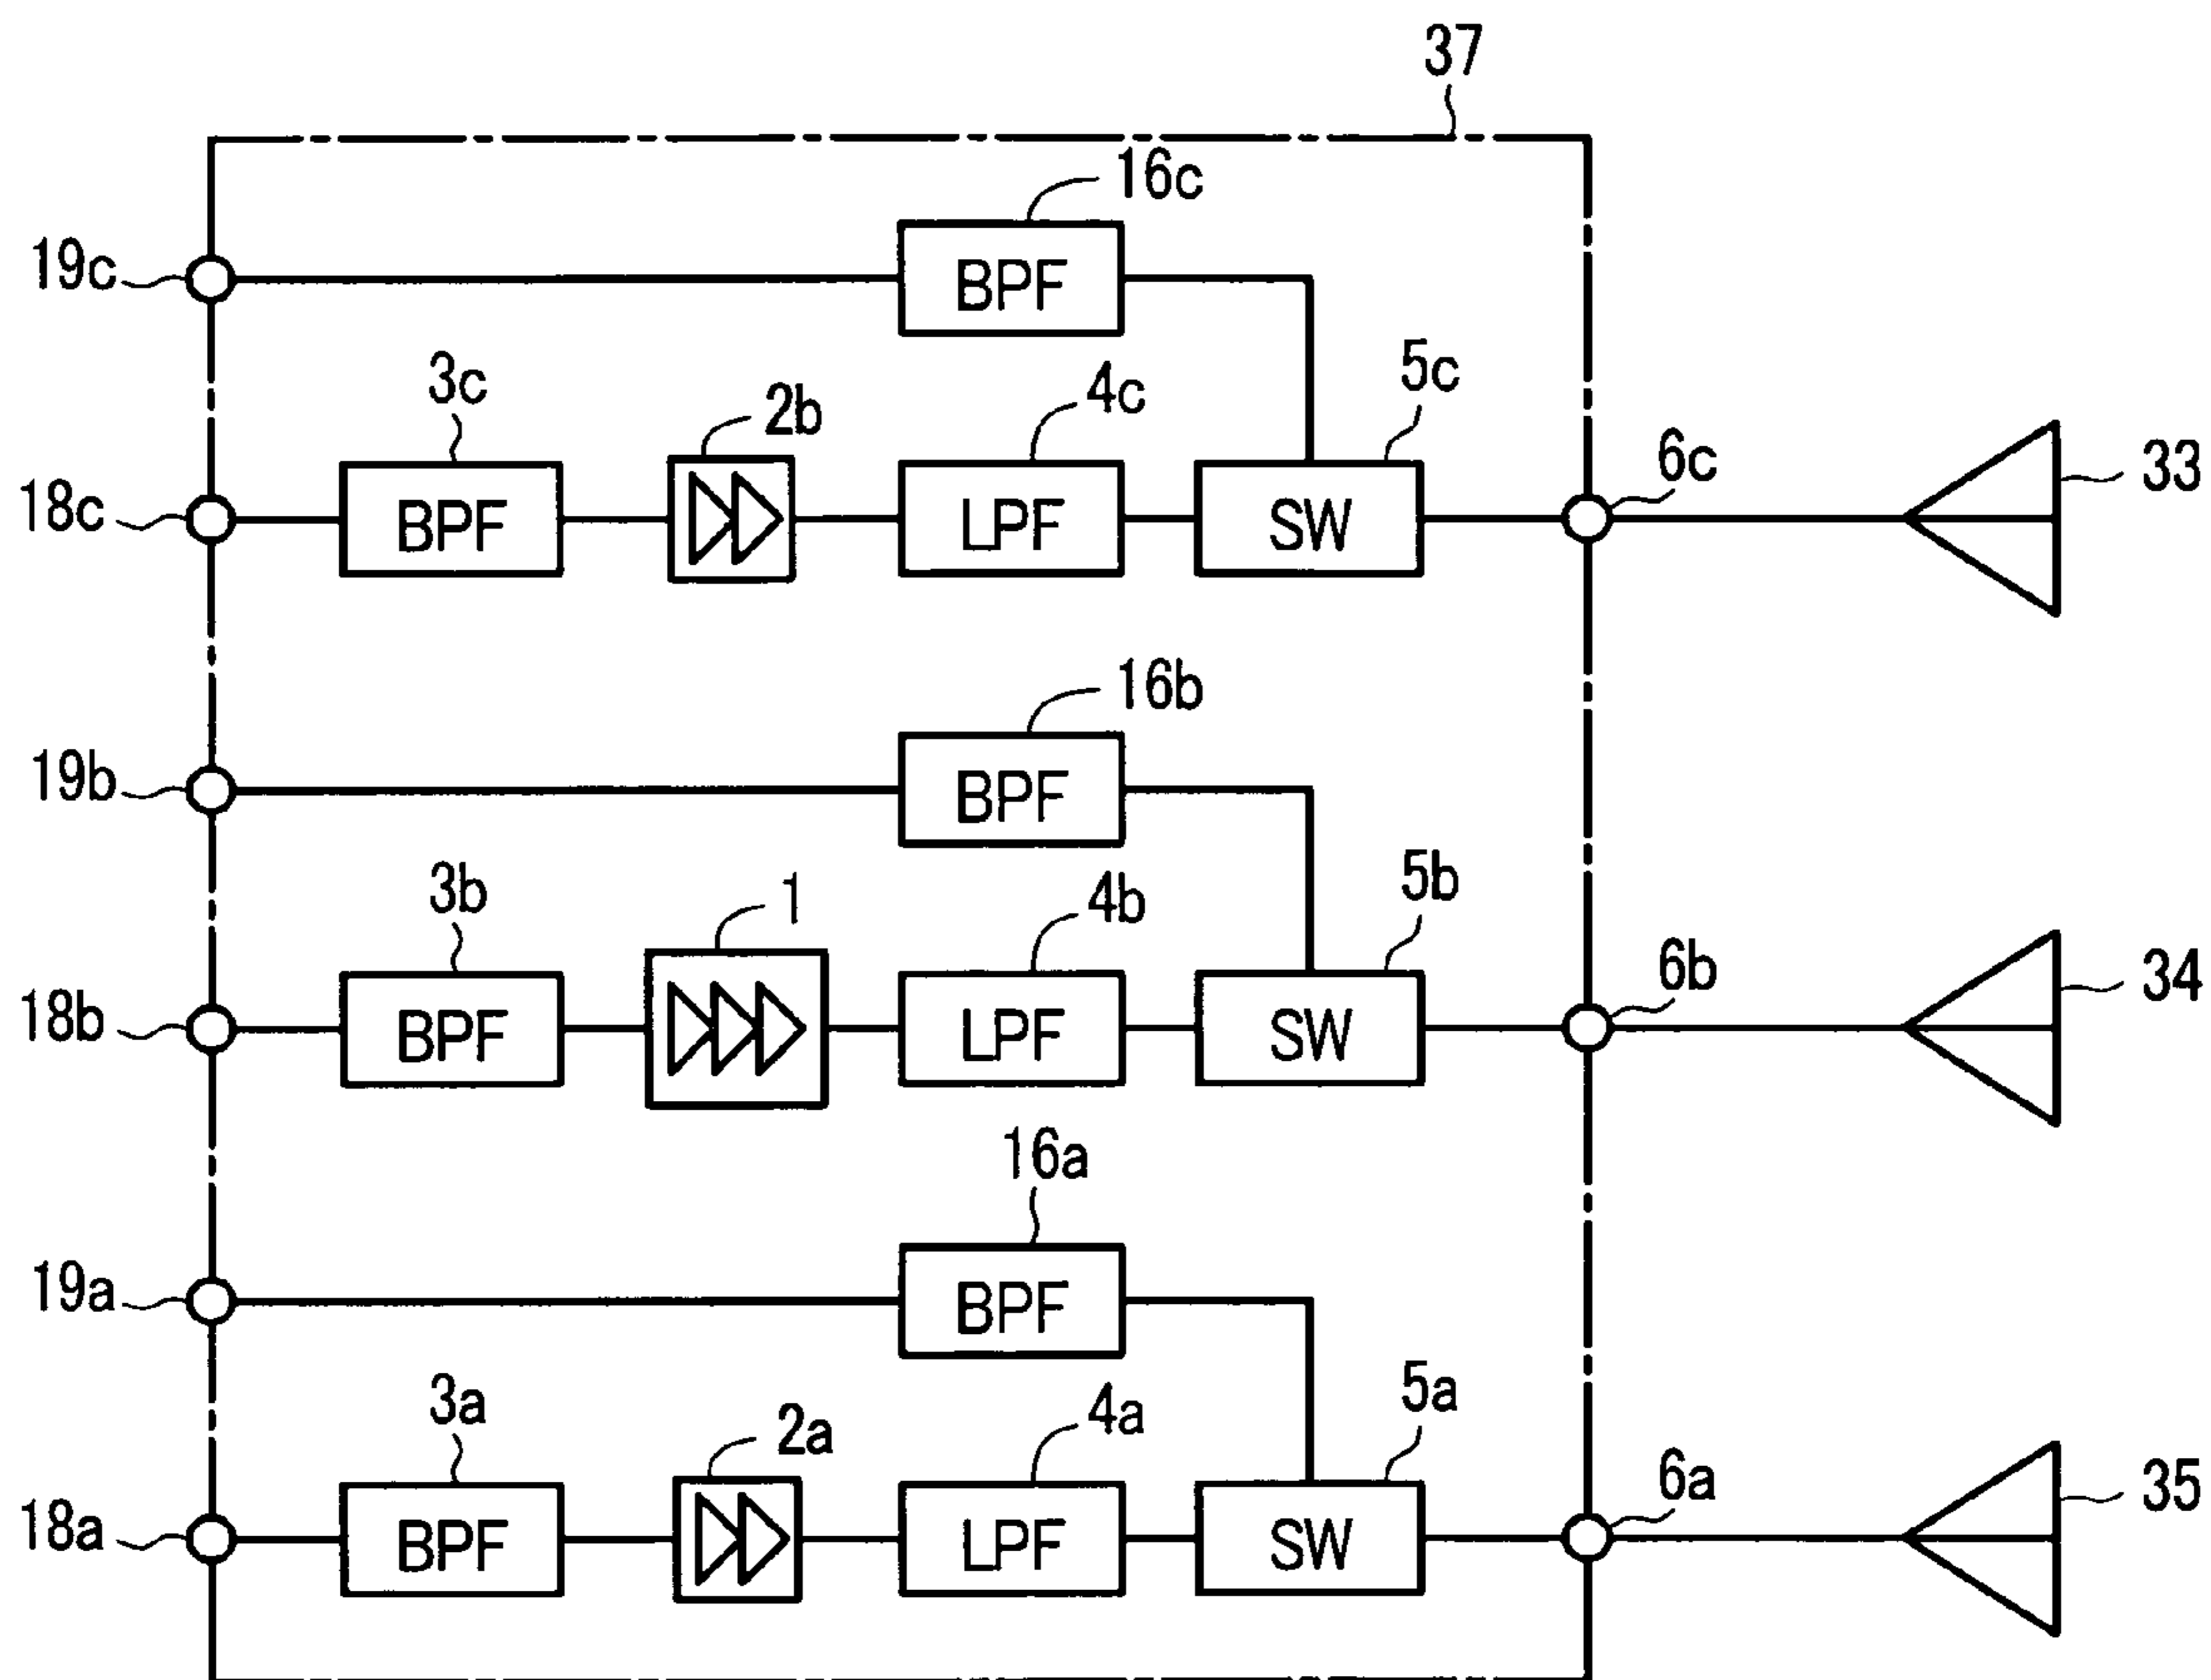 37
16c
19c
BPF
3c
2b
4c
5c
6c
33
18c
BPF
LPF
SW
16b
19b
BPF
3b
1
4b
5b
6b
34
18b
BPF
LPF
SW
16a
19a
BPF
3a
2a
4a
5a
6a
35
18a
BPF
LPF
SW